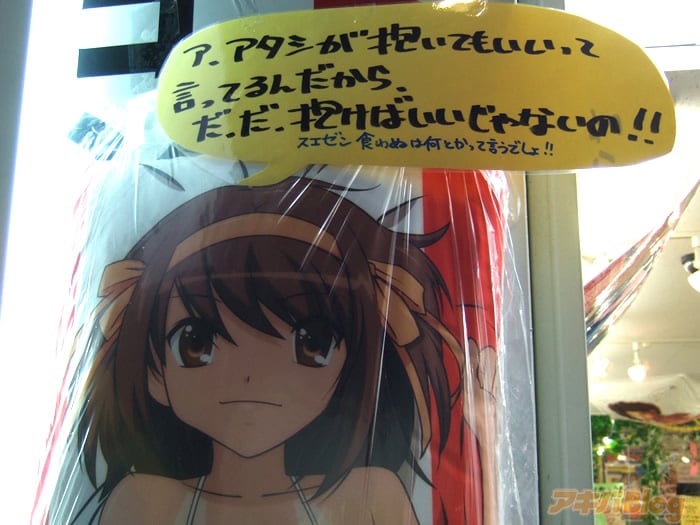 ア、アタシが抱いてもいいって
言ってるんだから、
だ、だ、抱けばいいじゃないの!!
スエゼン食わぬは何とかって言うでしょ!!
アキバBlog